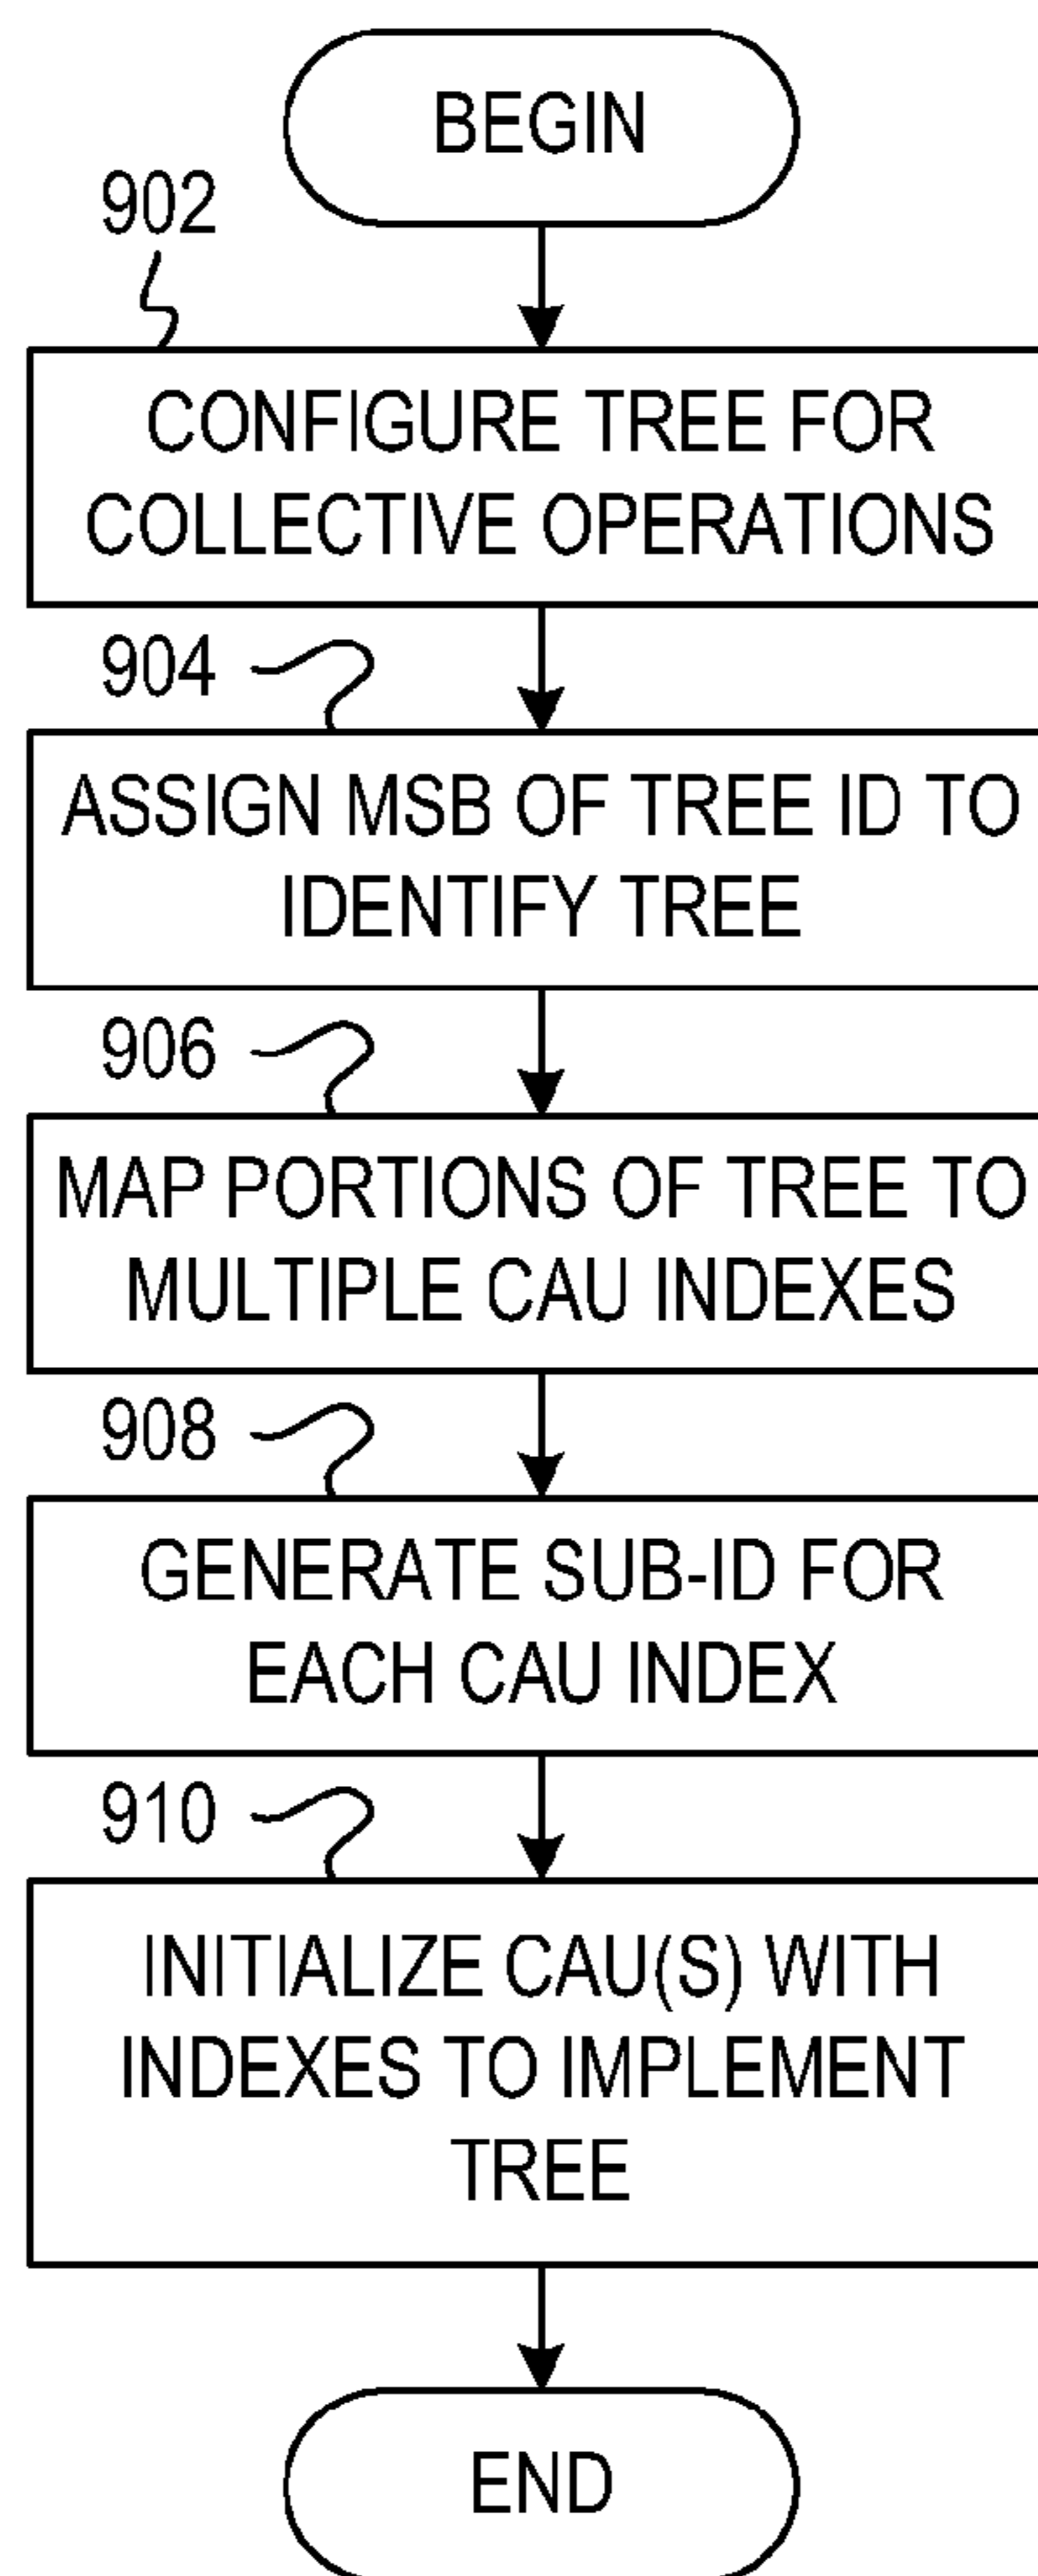 BEGIN
902
CONFIGURE TREE FOR
COLLECTIVE OPERATIONS
904
ASSIGN MSB OF TREE ID TO
IDENTIFY TREE
906
MAP PORTIONS OF TREE TO
MULTIPLE CAU INDEXES
908
GENERATE SUB-ID FOR
EACH CAU INDEX
910
INITIALIZE CAU(S) WITH
INDEXES TO IMPLEMENT
TREE
END